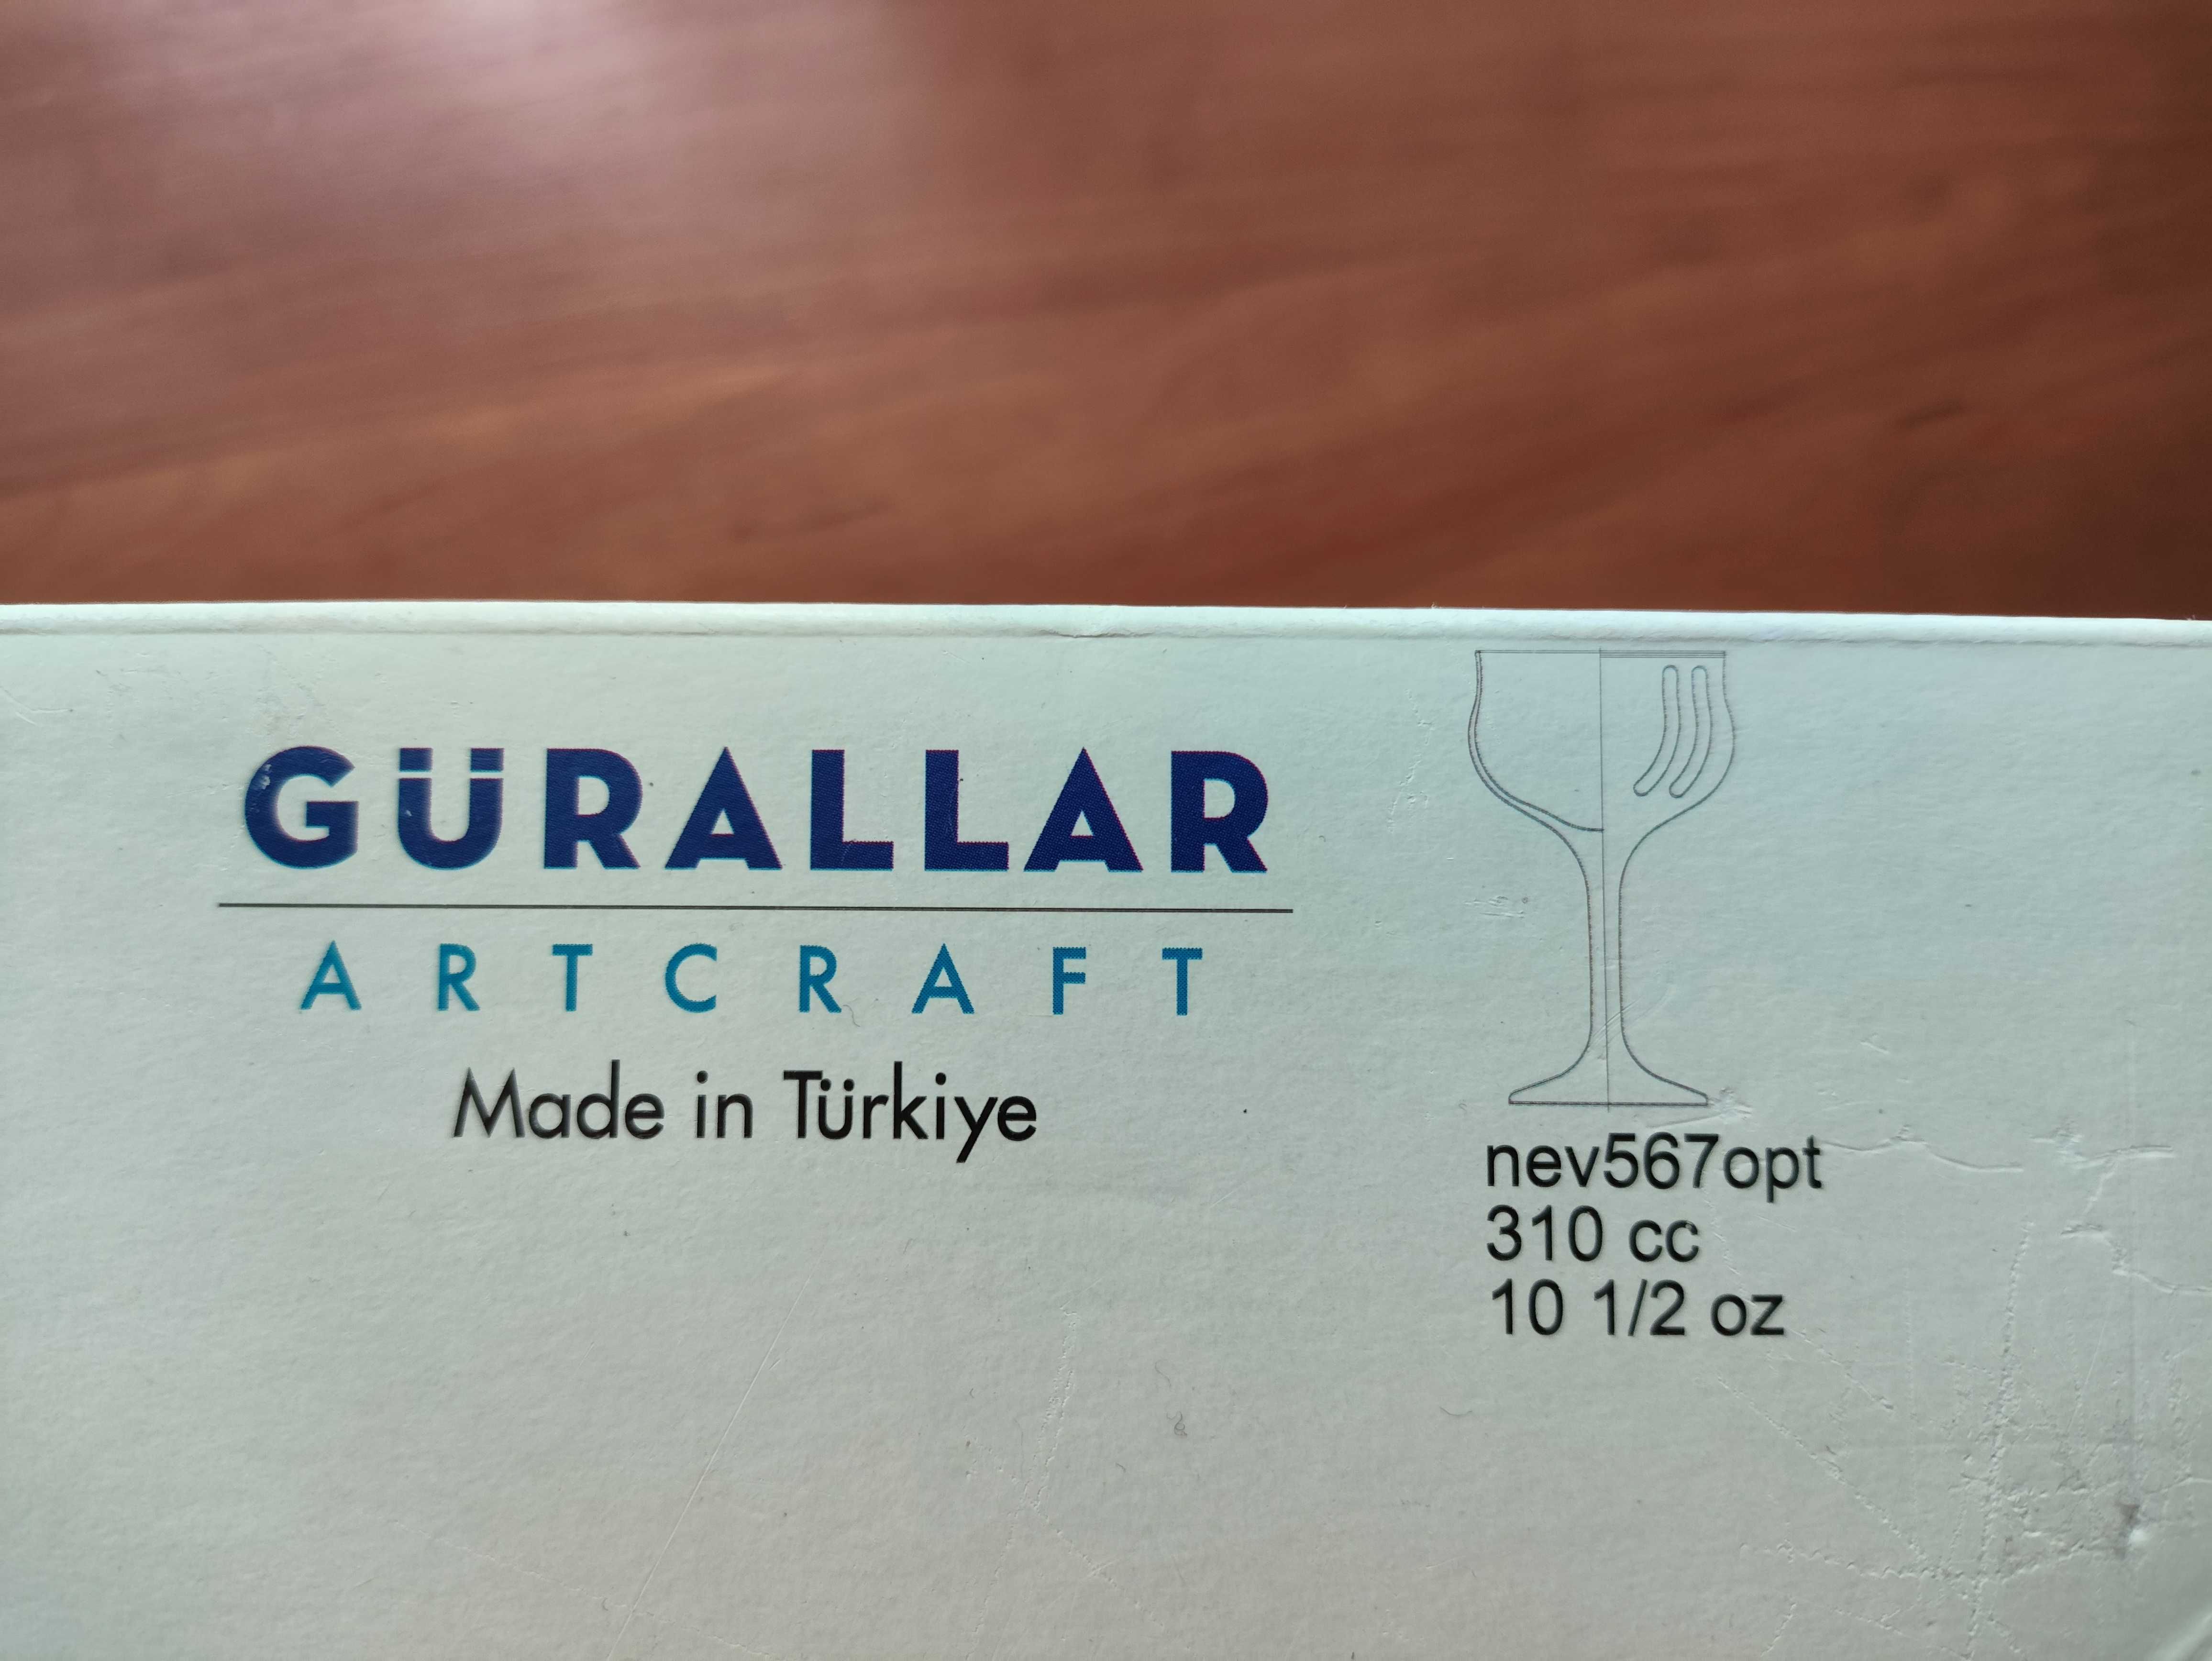 GÜRALLAR
ARTCRAFT
Made in Türkiye
nev567opt
310 cc
10 1/2 oz